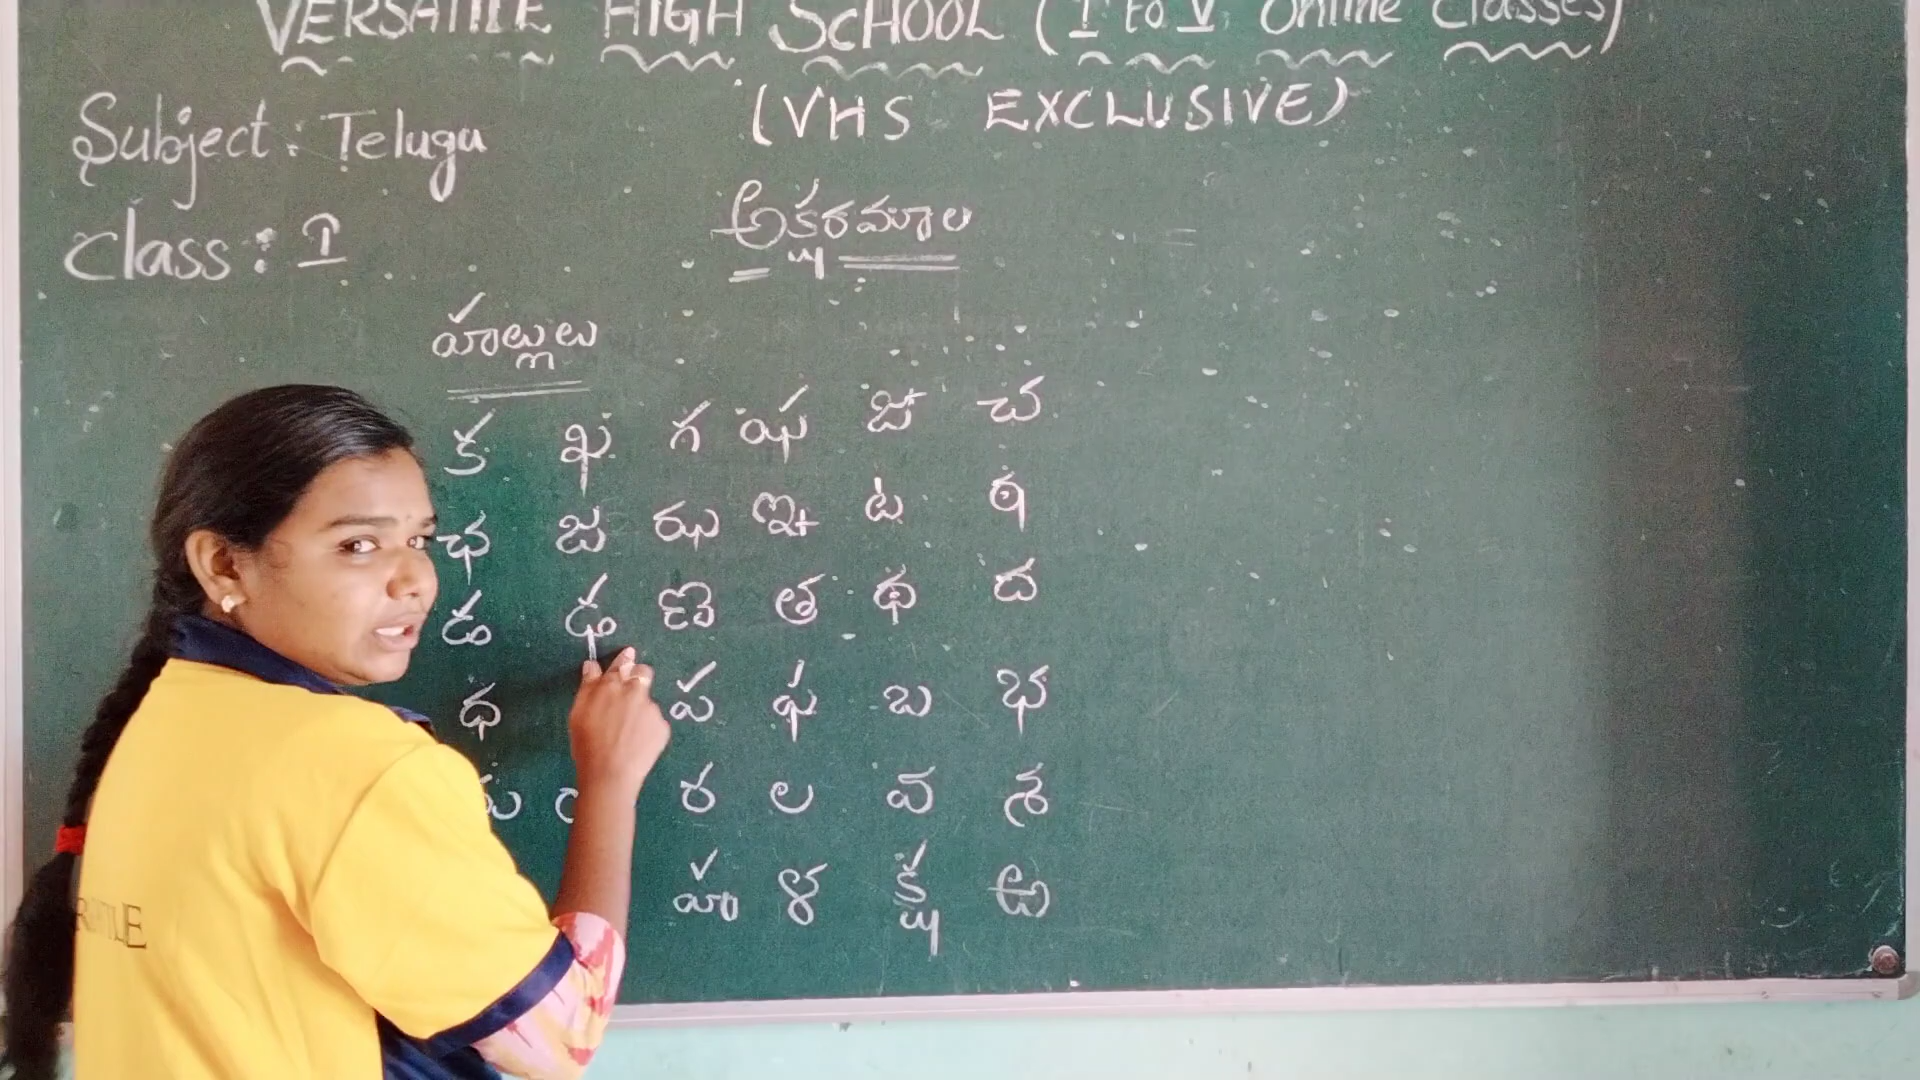 VERSATILE HIGH SCHOOL (I to V Online Classes)
(VHS EXCLUSIVE)
Subject: Telugu
Class: I
అక్షరమాల
హల్లులు
క ఖ గ ఘ ఙ చ
ఛ జ ఝ ఞ ట ఠ
డ ఢ ణ త థ ద
ధ ప ఫ బ భ
ర ల వ శ
హ ళ క్ష ఱ